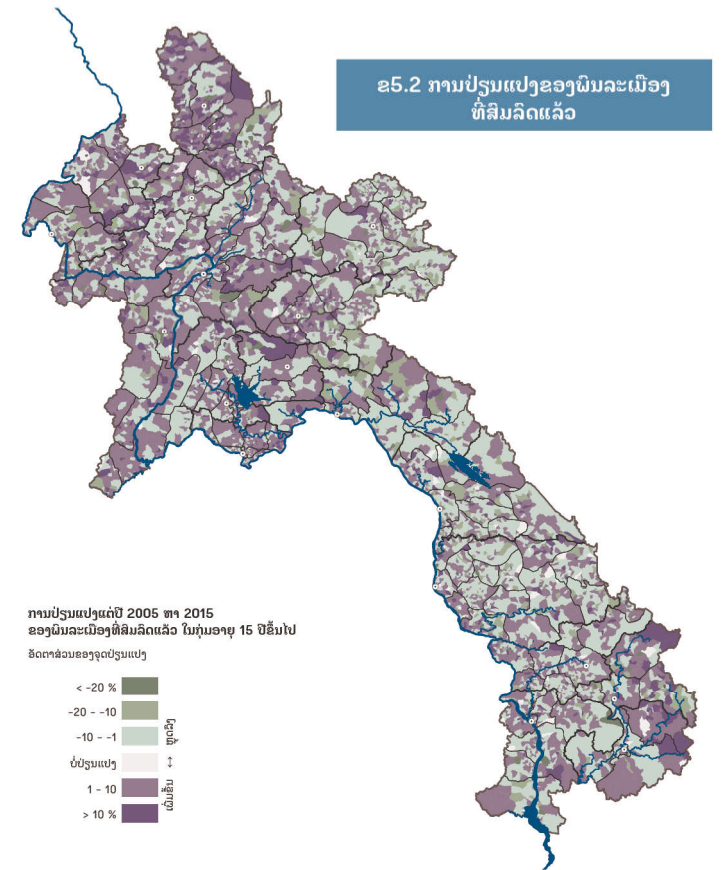 ຂ5.2 ການປ່ຽນແປງຂອງພົນລະເມືອງ
ທີ່ສົມລົດແລ້ວ
ການປ່ຽນແປງແຕ່ປີ 2005 ຫາ 2015
ຂອງພົນລະເມືອງທີ່ສົມລົດແລ້ວ ໃນກຸ່ມອາຍຸ 15 ປີຂຶ້ນໄປ
ອັດຕາສ່ວນຂອງຈຸດປ່ຽນແປງ
< -20 %
-20 - -10
-10 - -1
ບໍ່ປ່ຽນແປງ
1 - 10
> 10 %
ຫຼຸດລົງ
↔
ເພີ່ມຂຶ້ນ